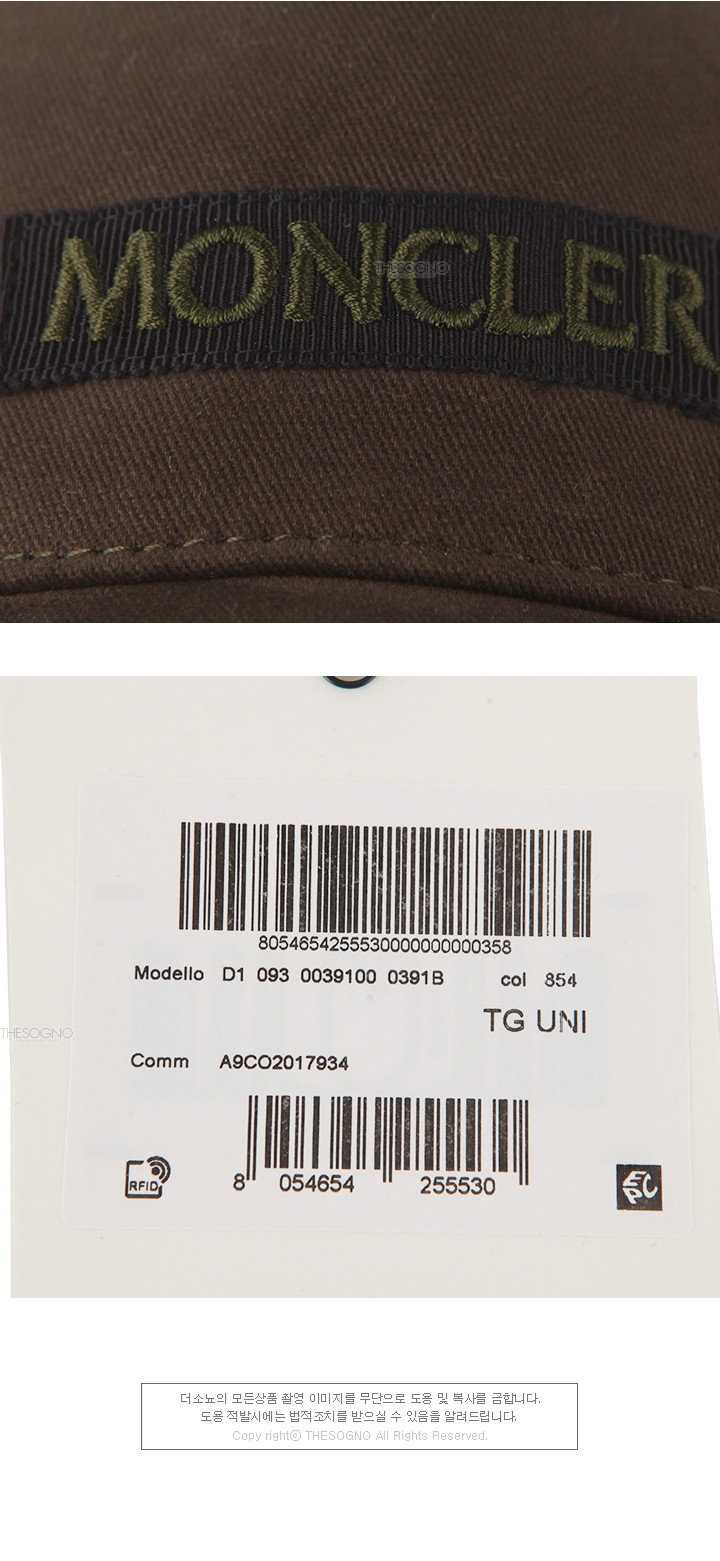 MONCLER
THESOGNO
8054654255530000000000358
Modello D1 093 0039100 0391B col 854
TG UNI
THESOGNO
Comm A9CO2017934
RFID
8 054654 255530
EPC
더소뇨의 모든상품 촬영 이미지를 무단으로 도용 및 복사를 금합니다.
도용 적발시에는 법적조치를 받으실 수 있음을 알려드립니다.
Copy rightⓒ THESOGNO All Rights Reserved.